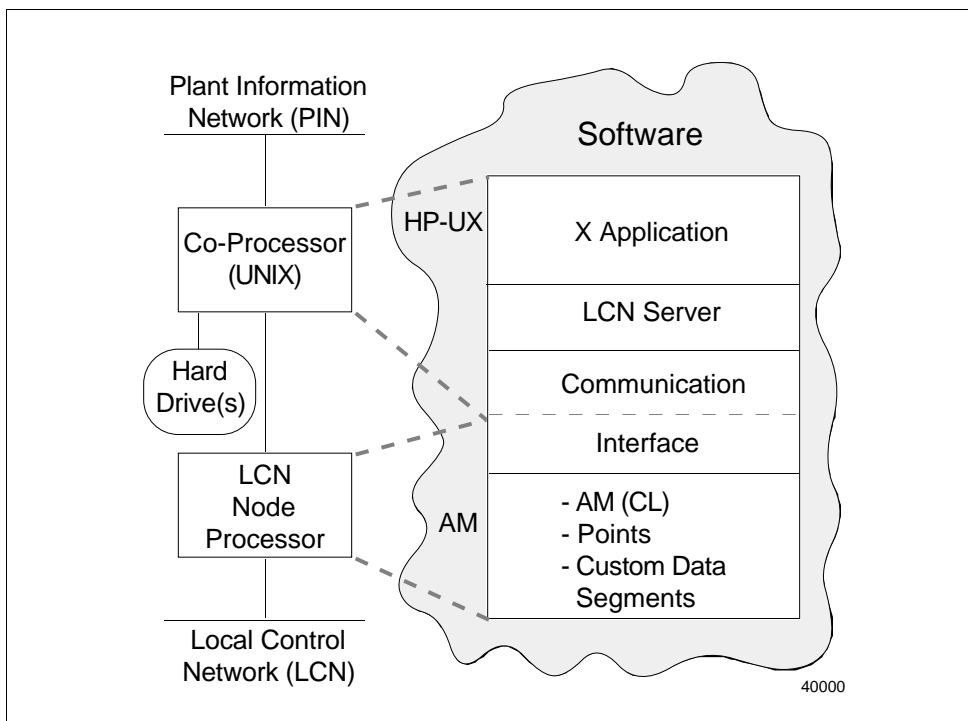 Plant Information
Network (PIN)
Co-Processor
(UNIX)
Hard
Drive(s)
LCN
Node
Processor
Local Control
Network (LCN)
Software
HP-UX
X Application
LCN Server
Communication
Interface
AM
- AM (CL)
- Points
- Custom Data
Segments
40000